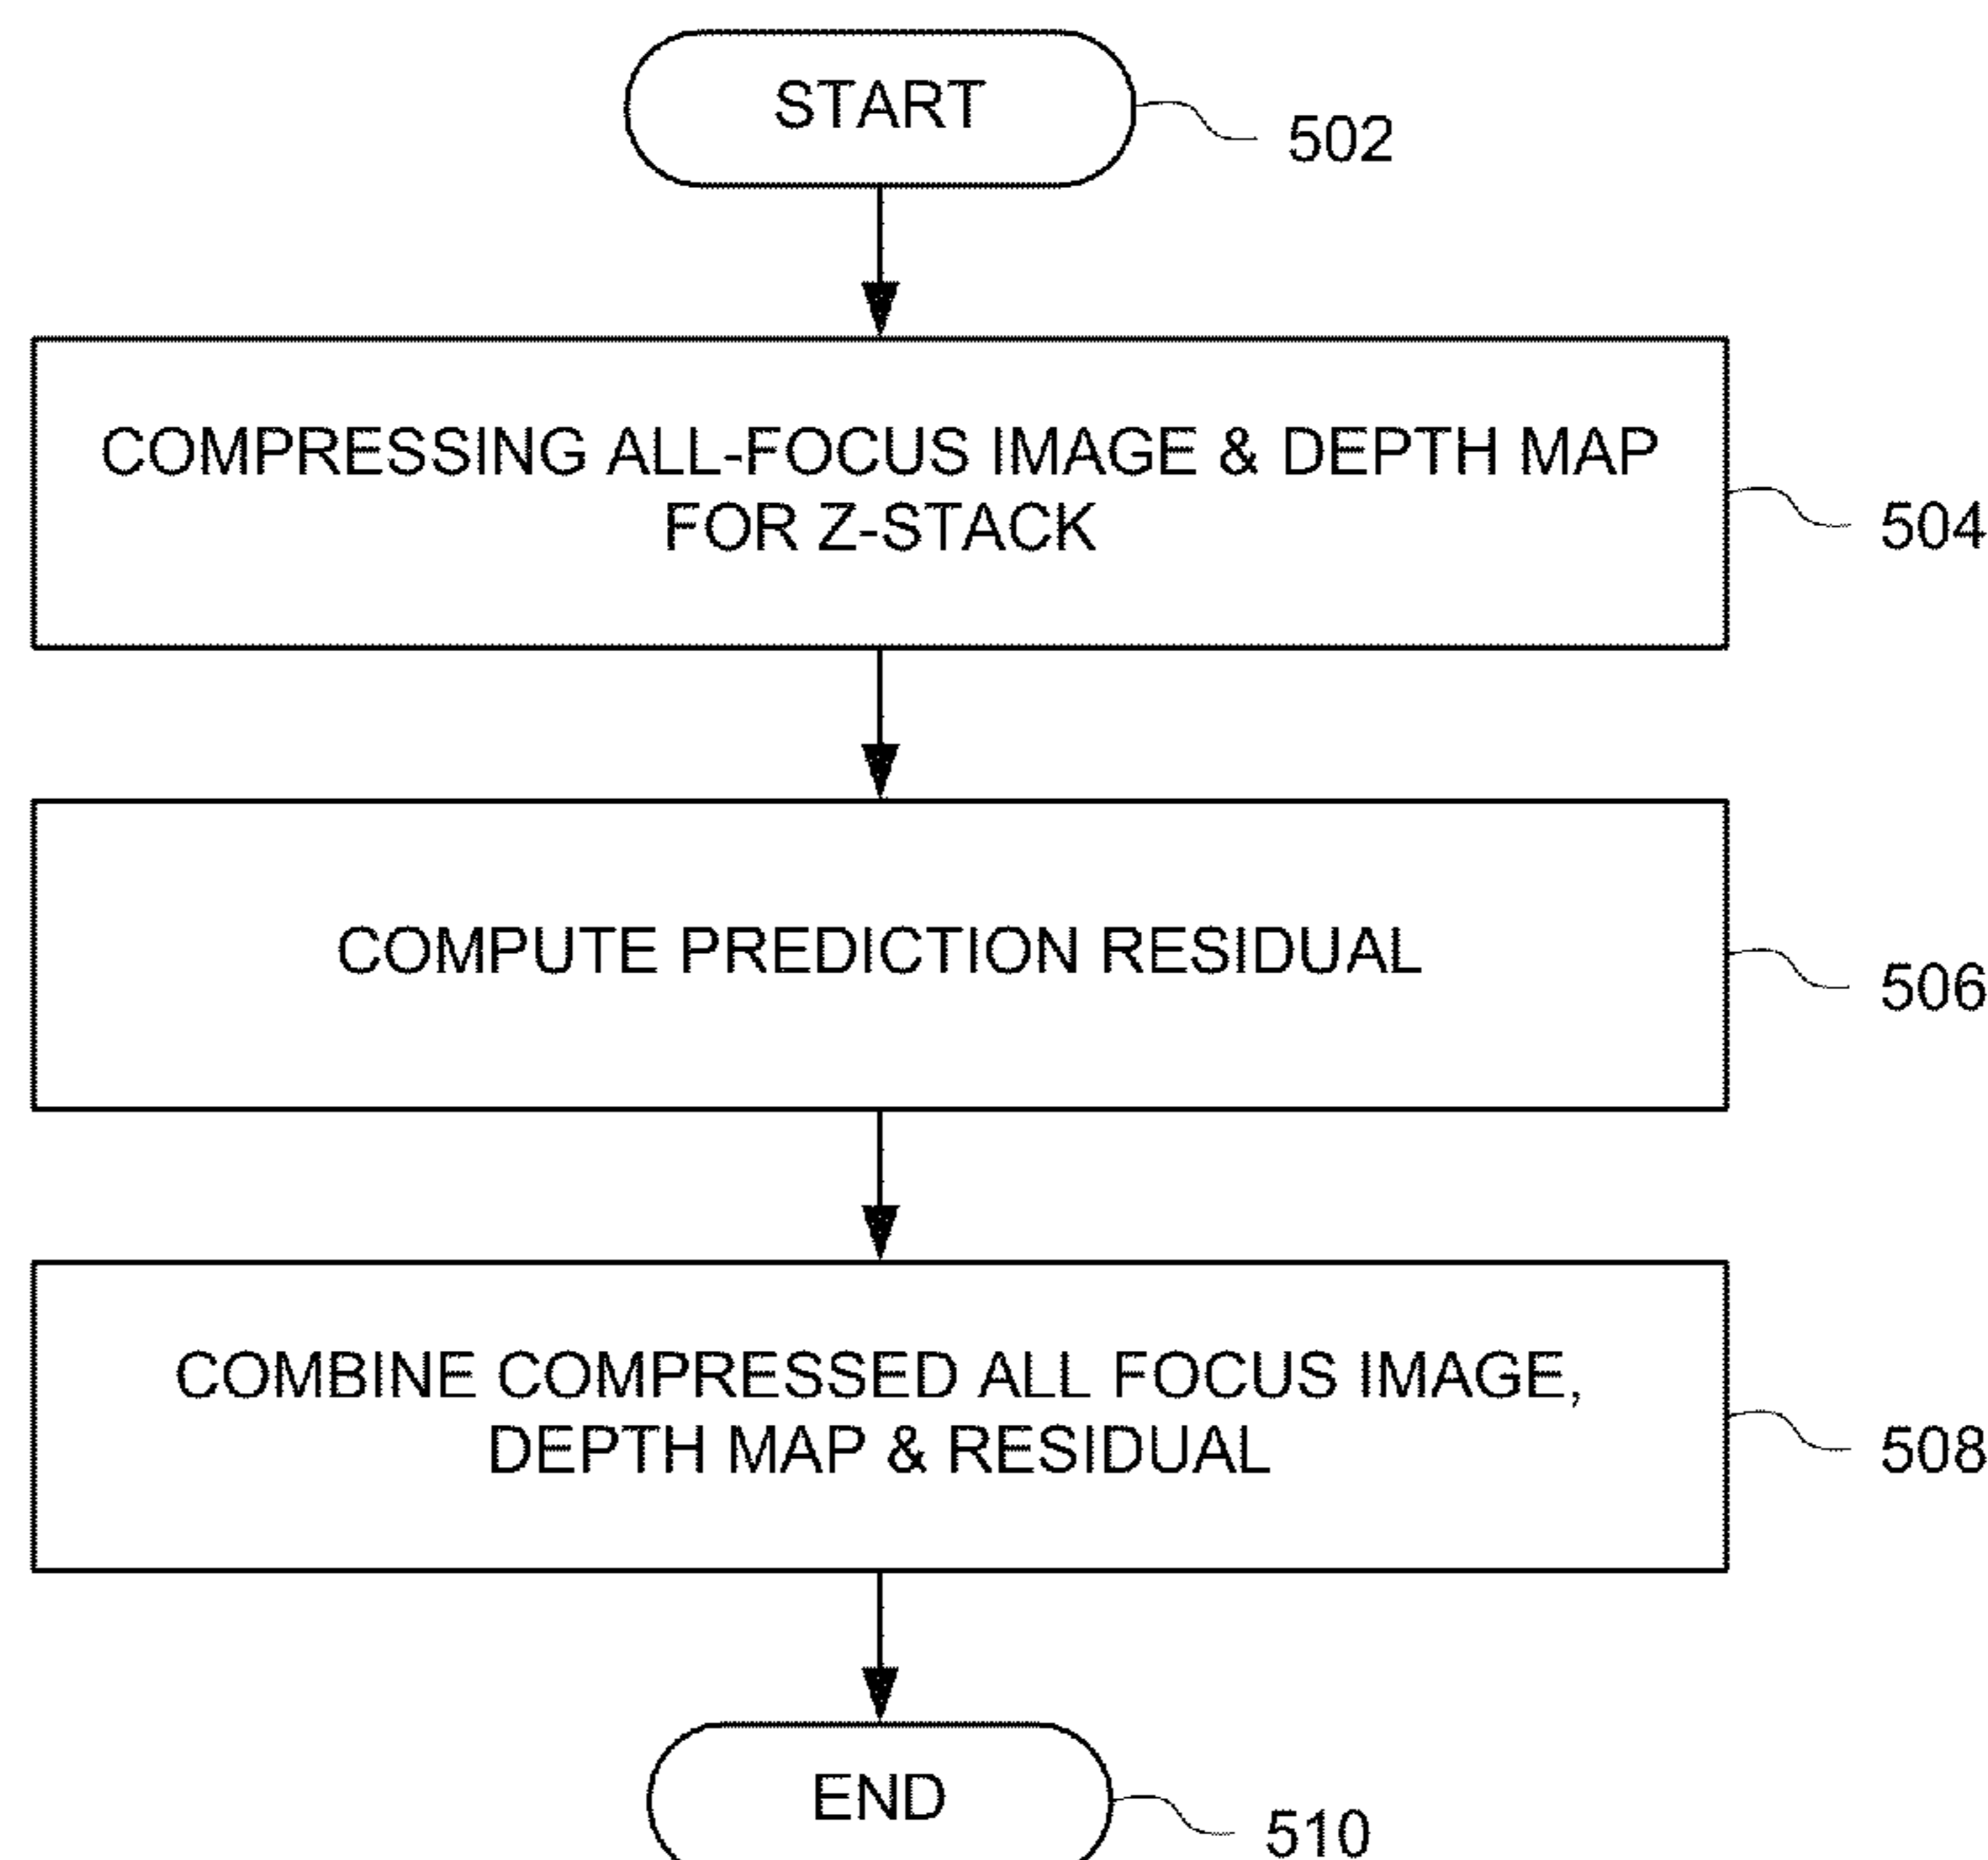 START
502
COMPRESSING ALL-FOCUS IMAGE & DEPTH MAP
FOR Z-STACK
504
COMPUTE PREDICTION RESIDUAL
506
COMBINE COMPRESSED ALL FOCUS IMAGE,
DEPTH MAP & RESIDUAL
508
END
510